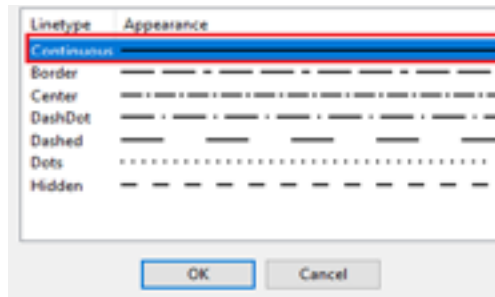 Linetype Appearance
Continuous
Border
Center
DashDot
Dashed
Dots
Hidden
OK Cancel